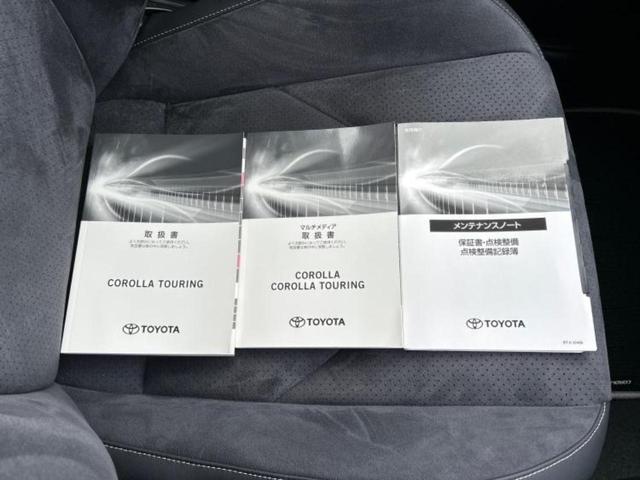 取扱書
COROLLA TOURING
TOYOTA
マルチメディア
取扱書
COROLLA
COROLLA TOURING
TOYOTA
メンテナンスノート
保証書・点検整備
点検整備記録簿
TOYOTA